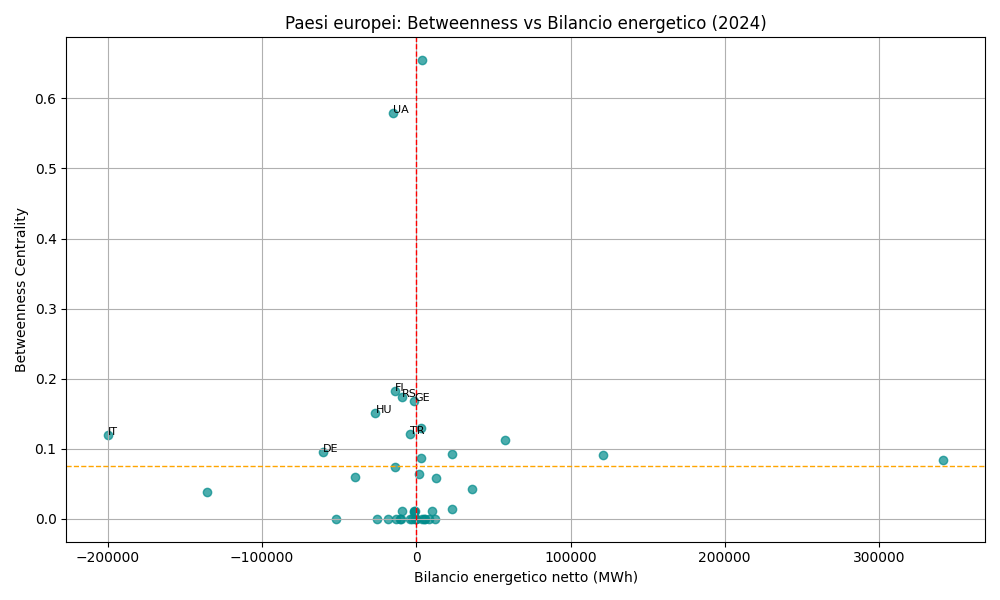 Paesi europei: Betweenness vs Bilancio energetico (2024)
Betweenness Centrality
0.6
0.5
0.4
0.3
0.2
0.1
0.0
UA
FI
RS
GE
HU
TR
IT
DE
−200000
−100000
0
100000
200000
300000
Bilancio energetico netto (MWh)